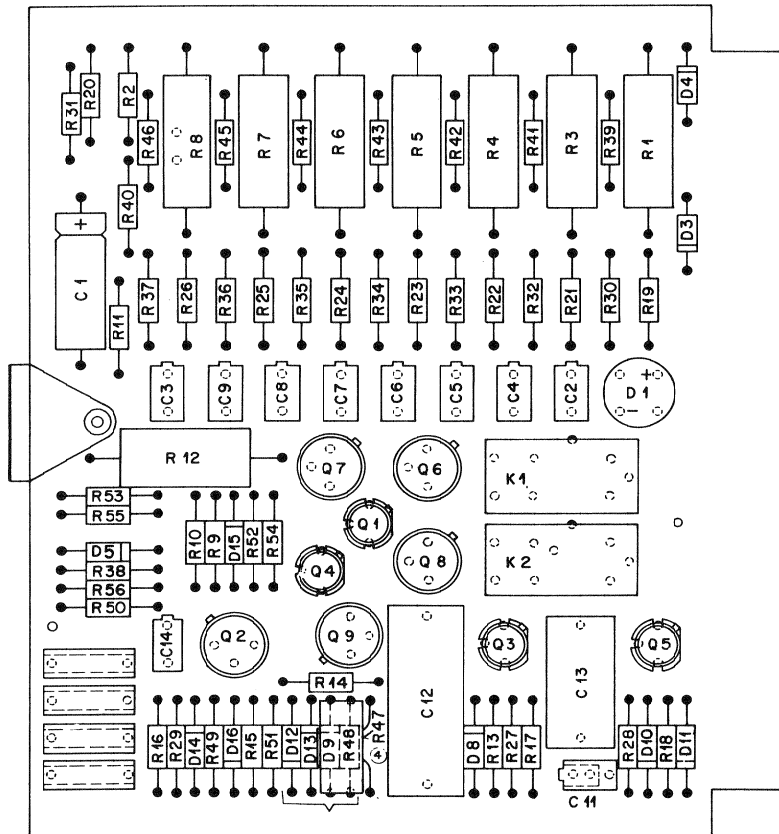 R31 R20 R2 R46 R8 R45 R7 R44 R6 R43 R5 R42 R4 R41 R3 R39 R1 D4
R40 D3
+
C1 R11 R37 R26 R36 R25 R35 R24 R34 R23 R33 R22 R32 R21 R30 R19
C3 C9 C8 C7 C6 C5 C4 C2 + D1 -
R12 Q7 Q6 K1
R53
R55
R10 R9 D15 R52 R54 Q1
D5
R38
R56
R50
Q4 Q8 K2
C14 Q2 Q9 Q3 Q5
R14 C12 C13
R16 R29 D14 R49 D16 R15 R51 D12 D13 D9 R48 R47 4 D8 R13 R27 R17 R28 D10 R18 D11
C11